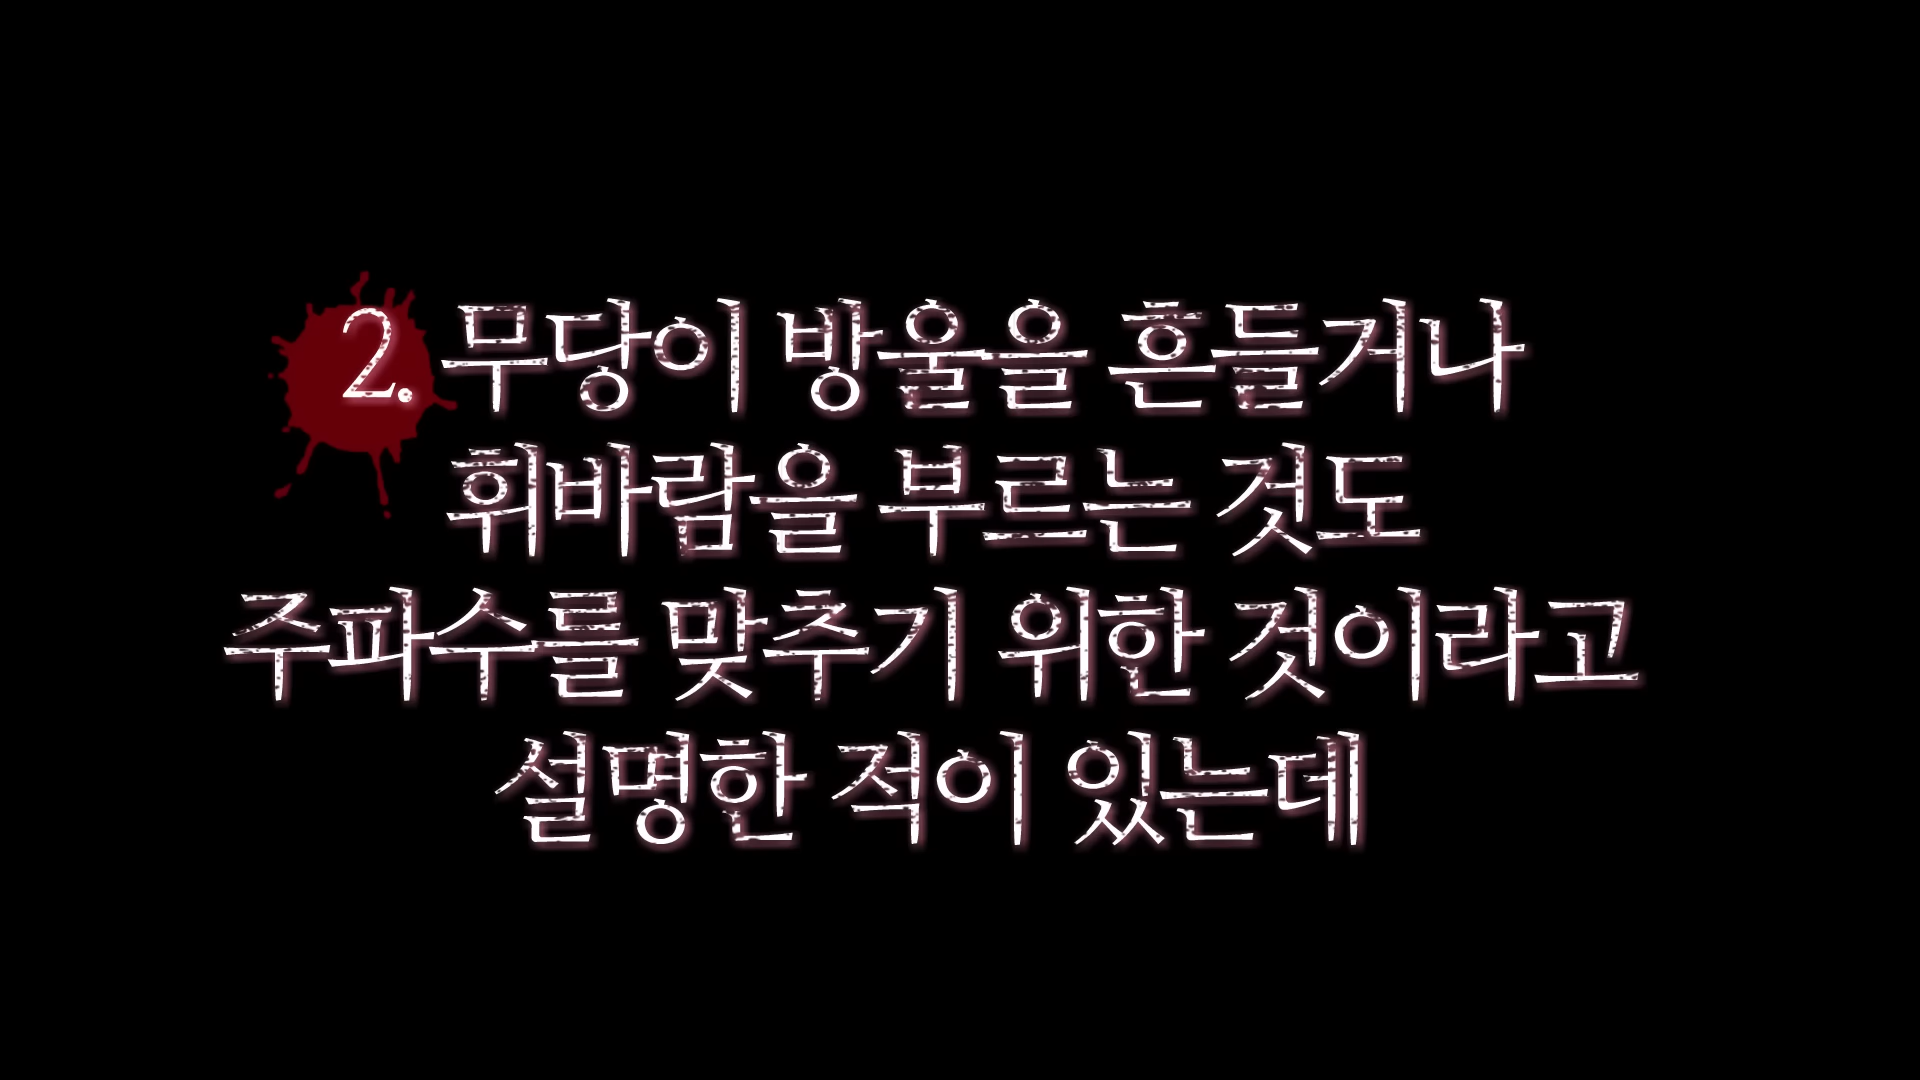 2. 무당이 방울을 흔들거나
휘바람을 부르는 것도
주파수를 맞추기 위한 것이라고
설명한 적이 있는데